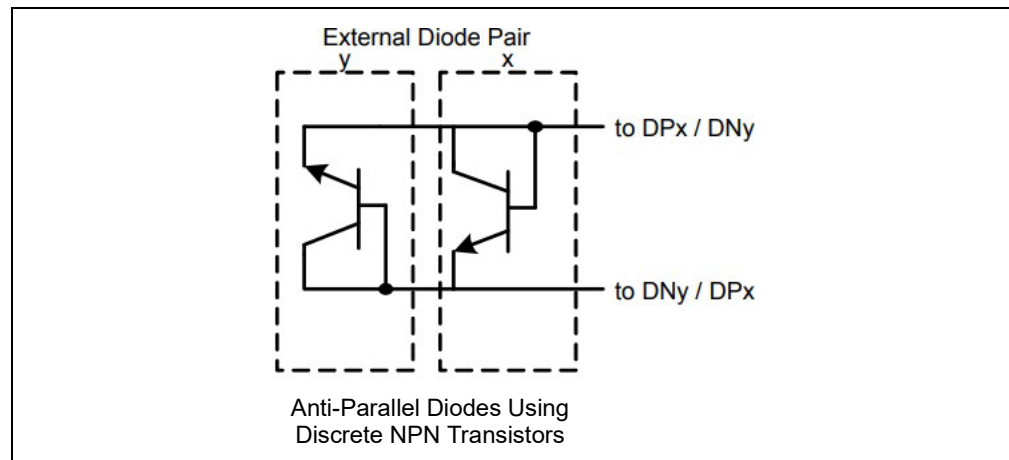 External Diode Pair
y
x
to DPx / DNy
to DNy / DPx
Anti-Parallel Diodes Using
Discrete NPN Transistors